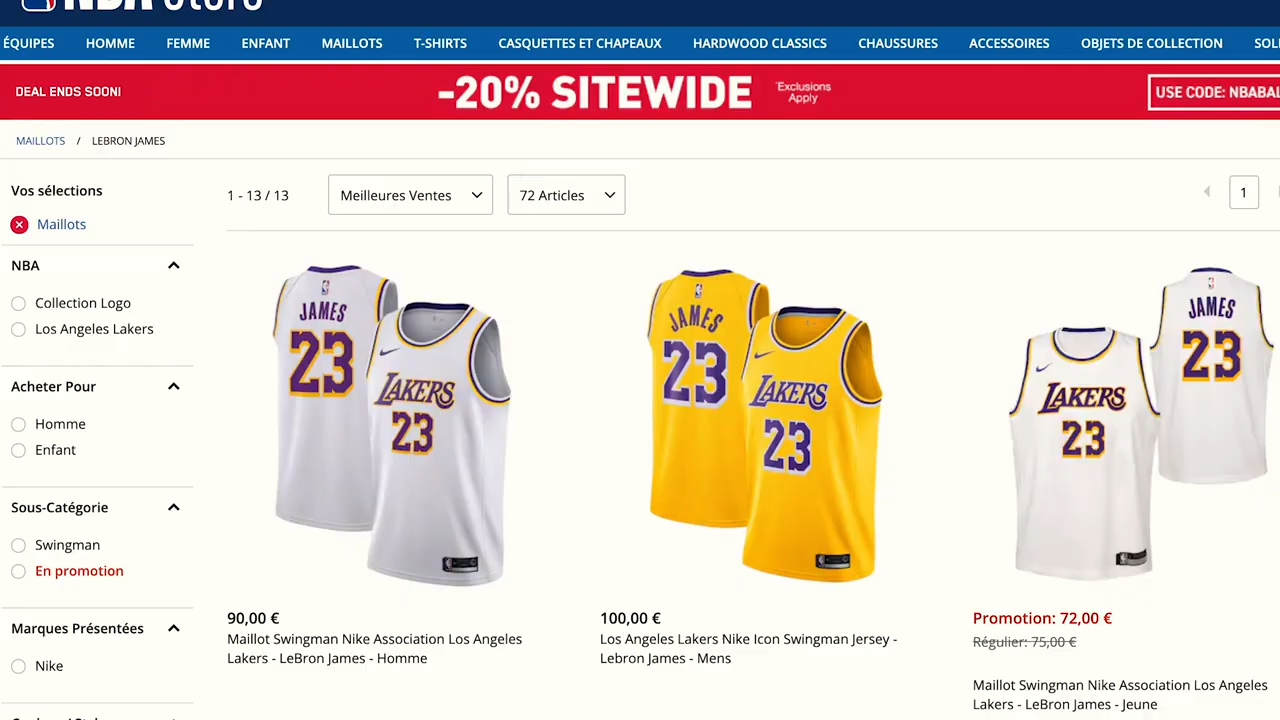 NBA Store
ÉQUIPES HOMME FEMME ENFANT MAILLOTS T-SHIRTS CASQUETTES ET CHAPEAUX HARDWOOD CLASSICS CHAUSSURES ACCESSOIRES OBJETS DE COLLECTION
DEAL ENDS SOON! -20% SITEWIDE *Exclusions Apply USE CODE: NBABAL
MAILLOTS / LEBRON JAMES
Vos sélections
Maillots
NBA
Collection Logo
Los Angeles Lakers
Acheter Pour
Homme
Enfant
Sous-Catégorie
Swingman
En promotion
Marques Présentées
Nike
1 - 13 / 13 Meilleures Ventes 72 Articles 1
JAMES
23
LAKERS
23
JAMES
23
LAKERS
23
JAMES
23
LAKERS
23
90,00 €
Maillot Swingman Nike Association Los Angeles
Lakers - LeBron James - Homme
100,00 €
Los Angeles Lakers Nike Icon Swingman Jersey -
Lebron James - Mens
Promotion: 72,00 €
Régulier: 75,00 €
Maillot Swingman Nike Association Los Angeles
Lakers - LeBron James - Jeune